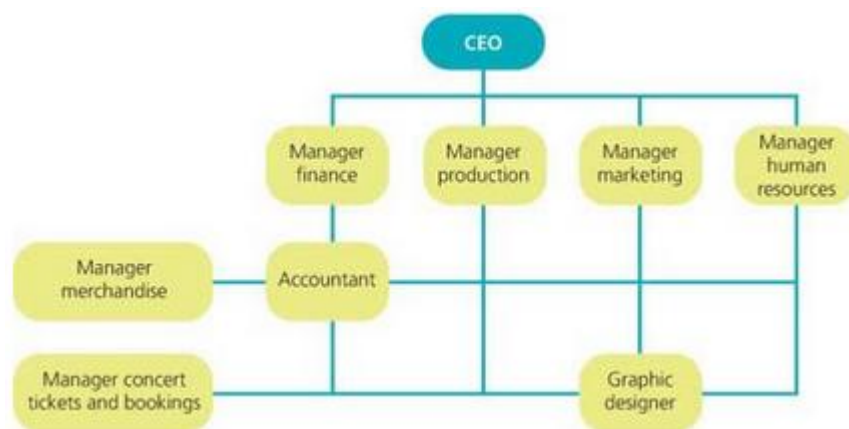 CEO
Manager
finance
Manager
production
Manager
marketing
Manager
human
resources
Manager
merchandise
Accountant
Manager concert
tickets and bookings
Graphic
designer